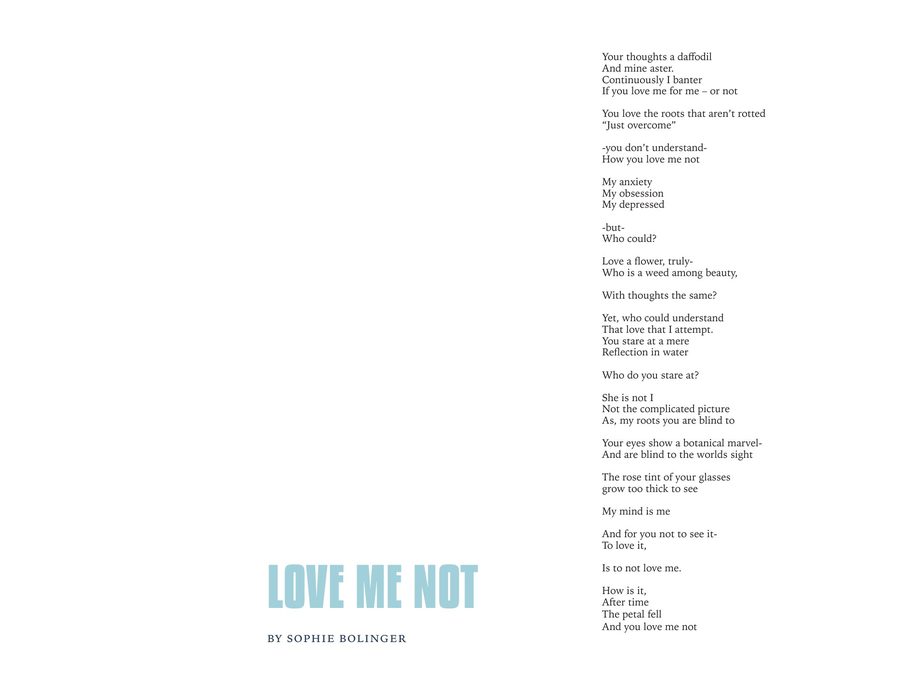 LOVE ME NOT
BY SOPHIE BOLINGER
Your thoughts a daffodil
And mine aster.
Continuously I banter
If you love me for me – or not
You love the roots that aren’t rotted
“Just overcome”
-you don’t understand-
How you love me not
My anxiety
My obsession
My depressed
-but-
Who could?
Love a flower, truly-
Who is a weed among beauty,
With thoughts the same?
Yet, who could understand
That love that I attempt.
You stare at a mere
Reflection in water
Who do you stare at?
She is not I
Not the complicated picture
As, my roots you are blind to
Your eyes show a botanical marvel-
And are blind to the worlds sight
The rose tint of your glasses
grow too thick to see
My mind is me
And for you not to see it-
To love it,
Is to not love me.
How is it,
After time
The petal fell
And you love me not